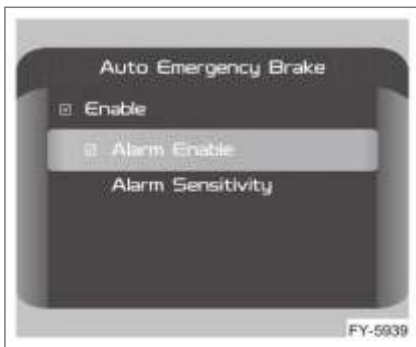 Auto Emergency Brake
Enable
Alarm Enable
Alarm Sensitivity
FY-5939